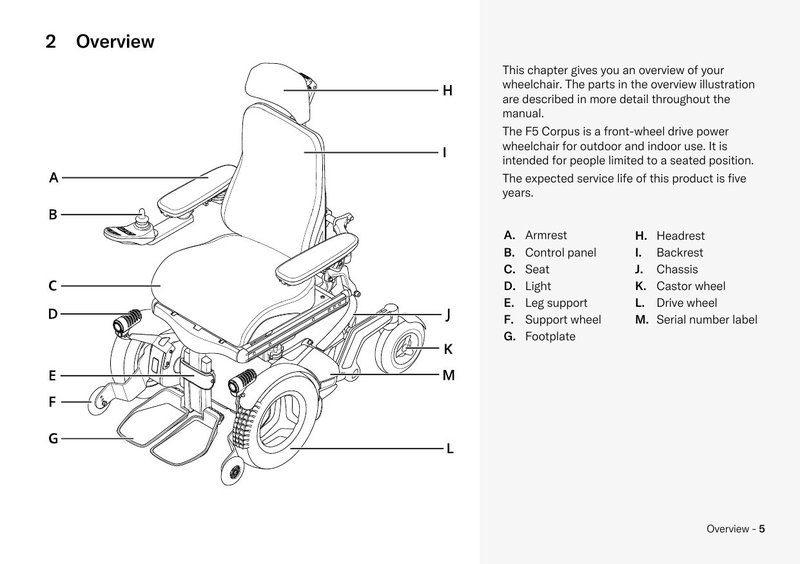 2 Overview
H
I
A
B
C
D
J
K
E
M
F
G
L
This chapter gives you an overview of your
wheelchair. The parts in the overview illustration
are described in more detail throughout the
manual.
The F5 Corpus is a front-wheel drive power
wheelchair for outdoor and indoor use. It is
intended for people limited to a seated position.
The expected service life of this product is five
years.
A. Armrest
B. Control panel
C. Seat
D. Light
E. Leg support
F. Support wheel
G. Footplate
H. Headrest
I. Backrest
J. Chassis
K. Castor wheel
L. Drive wheel
M. Serial number label
Overview - 5